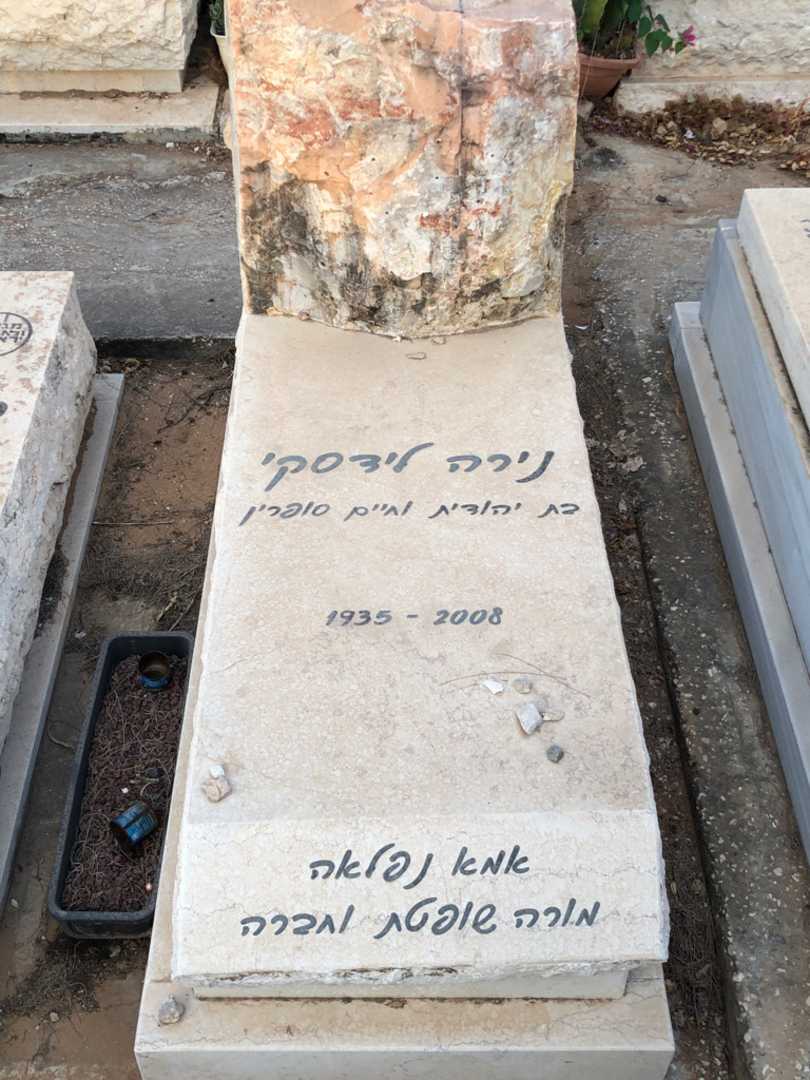 נירה לידסקי
בת יהודית וחיים סופרין
1935 - 2008
אמא נפלאה
מורה שופטת וחברה